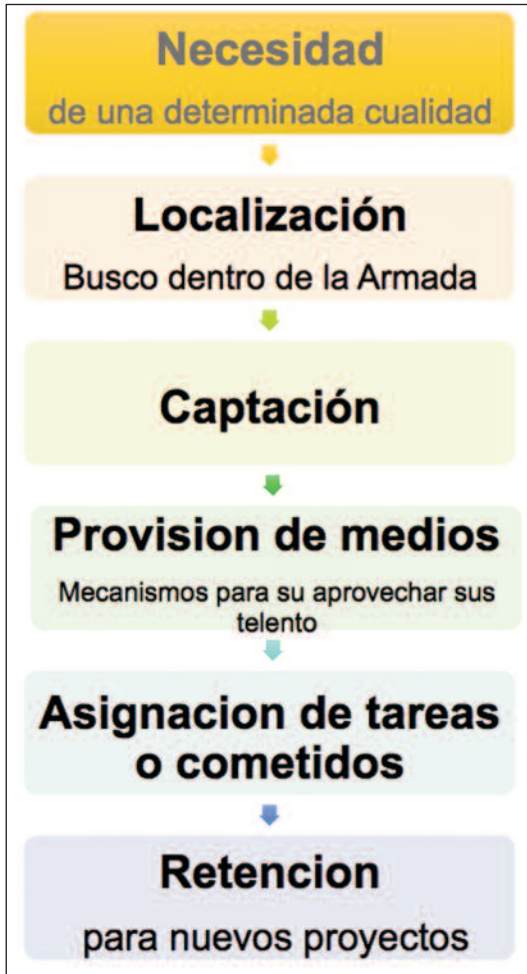 Necesidad
de una determinada cualidad
Localización
Busco dentro de la Armada
Captación
Provision de medios
Mecanismos para su aprovechar sus
telento
Asignacion de tareas
o cometidos
Retencion
para nuevos proyectos